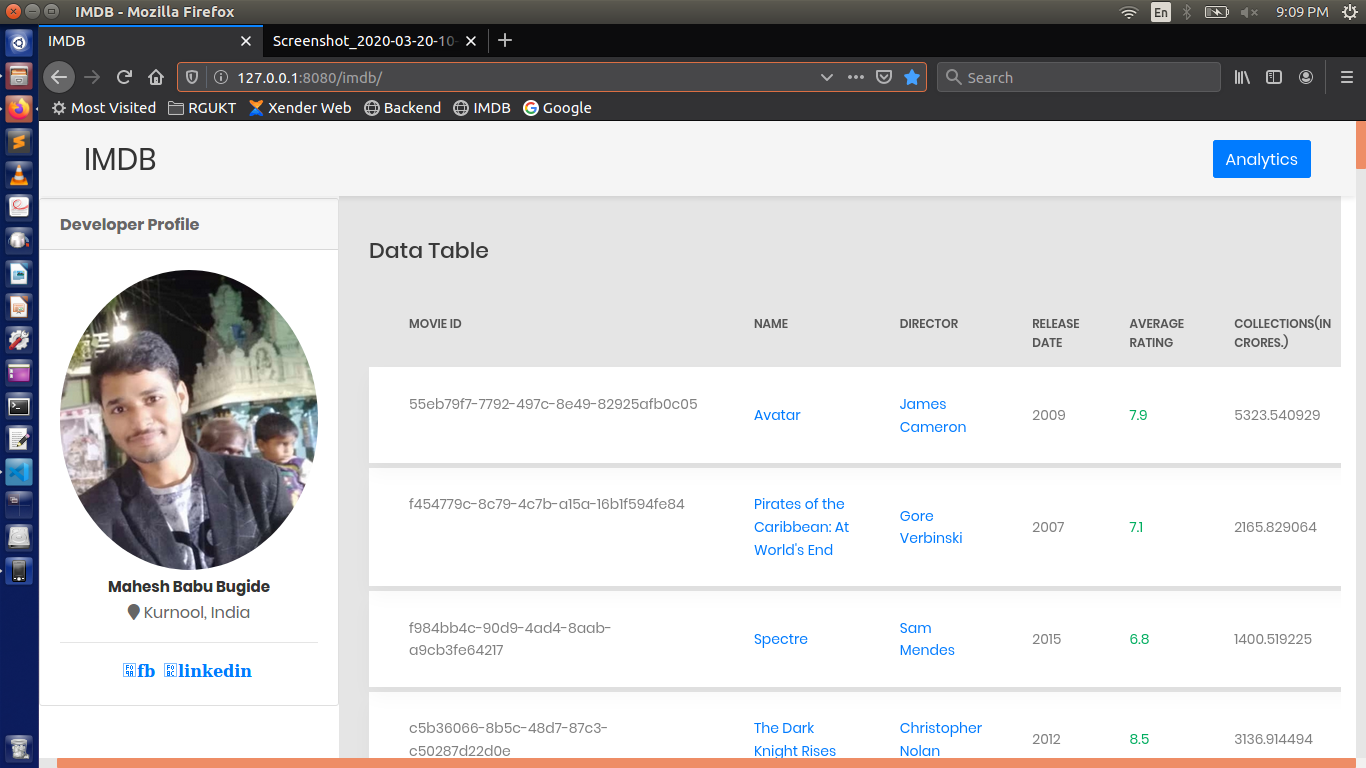 IMDB - Mozilla Firefox
En
9:09 PM
IMDB
Screenshot_2020-03-20-10-
127.0.0.1:8080/imdb/
Search
Most Visited RGUKT Xender Web Backend IMDB Google
IMDB
Analytics
Developer Profile
Mahesh Babu Bugide
Kurnool, India
fb linkedin
Data Table
MOVIE ID NAME DIRECTOR RELEASE DATE AVERAGE RATING COLLECTIONS(IN CRORES.)
55eb79f7-7792-497c-8e49-82925afb0c05
Avatar
James
Cameron
2009
7.9
5323.540929
f454779c-8c79-4c7b-a15a-16b1f594fe84
Pirates of the
Caribbean: At
World's End
Gore
Verbinski
2007
7.1
2165.829064
f984bb4c-90d9-4ad4-8aab-
a9cb3fe64217
Spectre
Sam
Mendes
2015
6.8
1400.519225
c5b36066-8b5c-48d7-87c3-
c50287d22d0e
The Dark
Knight Rises
Christopher
Nolan
2012
8.5
3136.914494